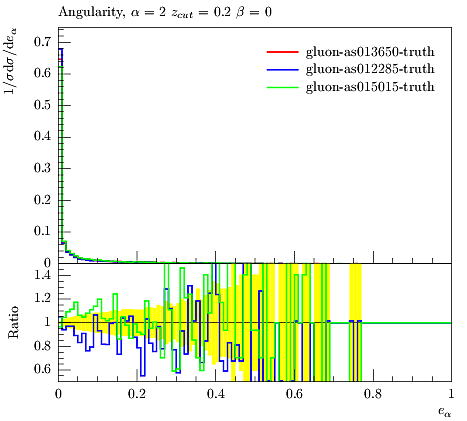 Angularity, α = 2 z_cut = 0.2 β = 0
1/σ dσ/de_α
0.7
0.6
0.5
0.4
0.3
0.2
0.1
0
gluon-as013650-truth
gluon-as012285-truth
gluon-as015015-truth
Ratio
1.4
1.2
1
0.8
0.6
0 0.2 0.4 0.6 0.8 1
e_α